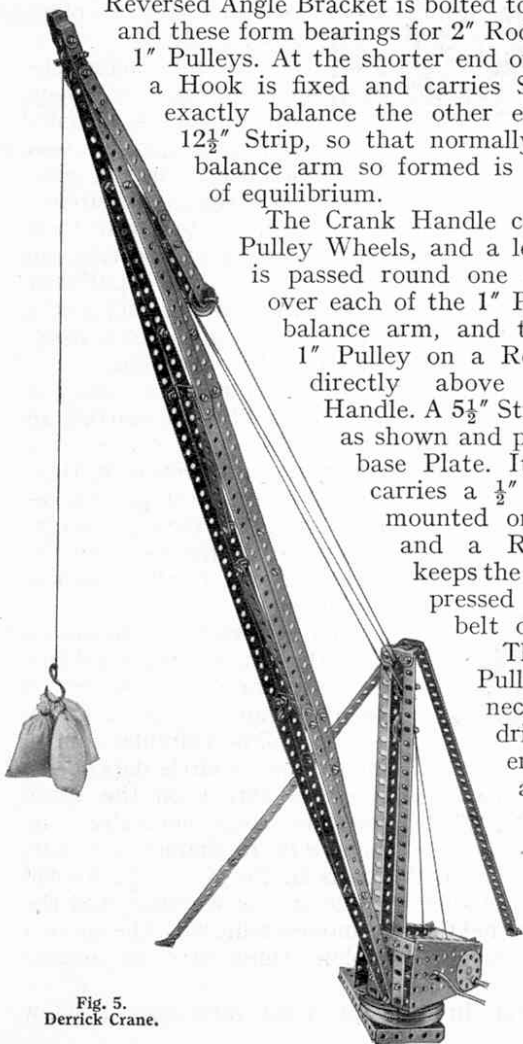 Reversed Angle Bracket is bolted to
and these form bearings for 2" Rod
1" Pulleys. At the shorter end o
a Hook is fixed and carries S
exactly balance the other e
12½" Strip, so that normally
balance arm so formed is
of equilibrium.
The Crank Handle c
Pulley Wheels, and a le
is passed round one
over each of the 1" P
balance arm, and t
1" Pulley on a Ro
directly above
Handle. A 5½" St
as shown and p
base Plate. It
carries a ½"
mounted or
and a R
keeps the
pressed
belt o
Th
Pull
nec
dri
en
a
Fig. 5.
Derrick Crane.